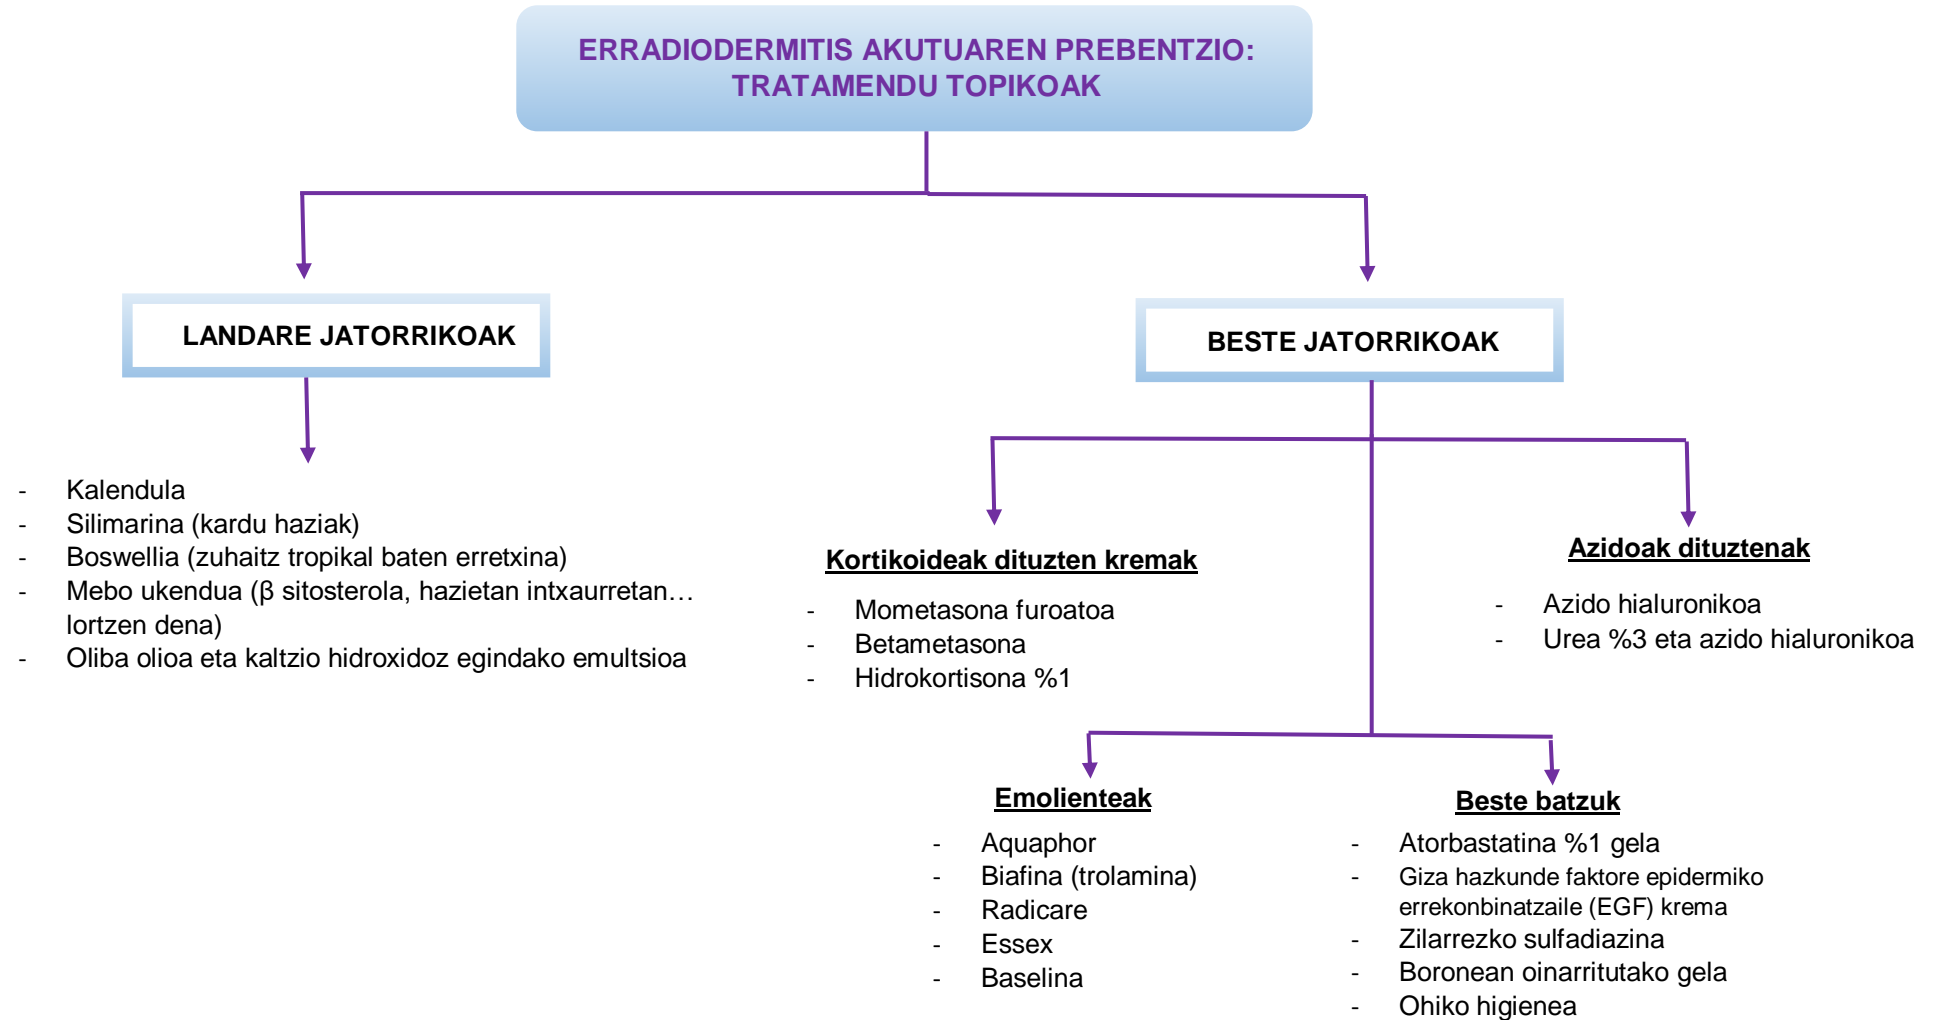 ERRADIODERMITIS AKUTUAREN PREBENTZIO:
TRATAMENDU TOPIKOAK
LANDARE JATORRIKOAK
- Kalendula
- Silimarina (kardu haziak)
- Boswellia (zuhaitz tropikal baten erretxina)
- Mebo ukendua (β sitosterola, hazietan intxaurretan…
lortzen dena)
- Oliba olioa eta kaltzio hidroxidoz egindako emultsioa
BESTE JATORRIKOAK
Kortikoideak dituzten kremak
- Mometasona furoatoa
- Betametasona
- Hidrokortisona %1
Azidoak dituztenak
- Azido hialuronikoa
- Urea %3 eta azido hialuronikoa
Emolienteak
- Aquaphor
- Biafina (trolamina)
- Radicare
- Essex
- Baselina
Beste batzuk
- Atorbastatina %1 gela
- Giza hazkunde faktore epidermiko
errekonbinatzaile (EGF) krema
- Zilarrezko sulfadiazina
- Boronean oinarritutako gela
- Ohiko higienea